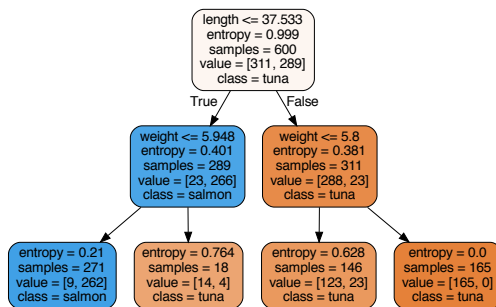 length <= 37.533
entropy = 0.999
samples = 600
value = [311, 289]
class = tuna
True
False
weight <= 5.948
entropy = 0.401
samples = 289
value = [23, 266]
class = salmon
weight <= 5.8
entropy = 0.381
samples = 311
value = [288, 23]
class = tuna
entropy = 0.21
samples = 271
value = [9, 262]
class = salmon
entropy = 0.764
samples = 18
value = [14, 4]
class = tuna
entropy = 0.628
samples = 146
value = [123, 23]
class = tuna
entropy = 0.0
samples = 165
value = [165, 0]
class = tuna